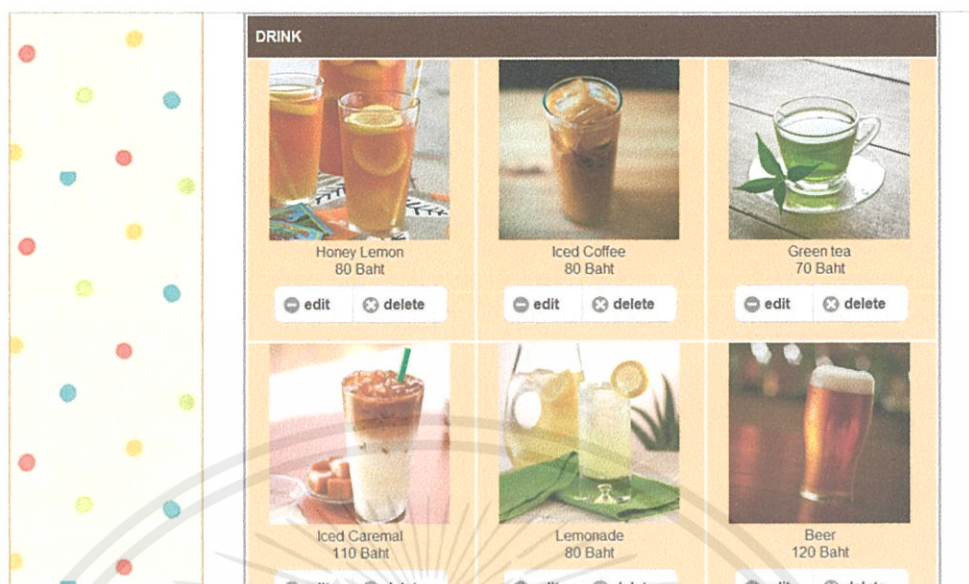 DRINK
Honey Lemon
80 Baht
Iced Coffee
80 Baht
Green tea
70 Baht
edit delete
edit delete
edit delete
Iced Caremal
110 Baht
Lemonade
80 Baht
Beer
120 Baht